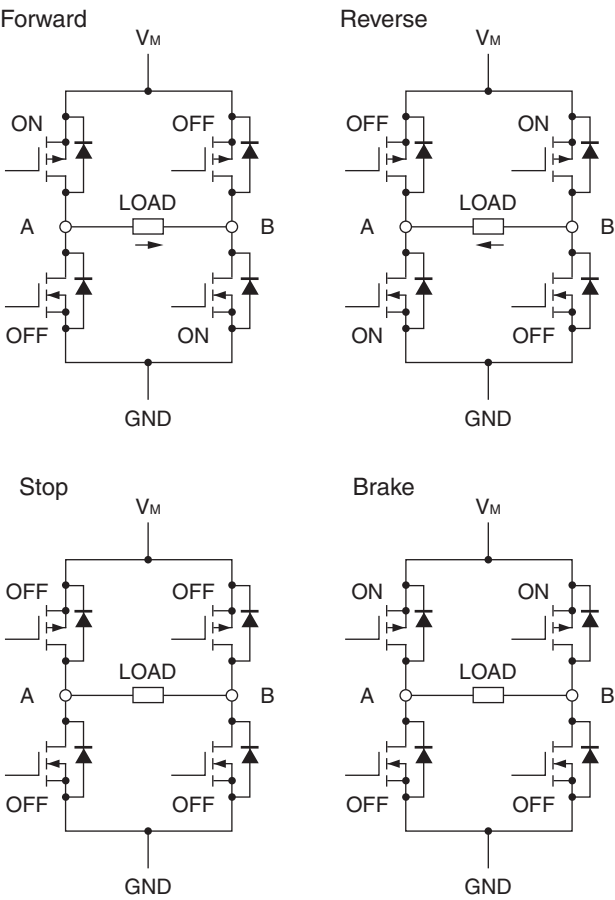 Forward
VM
ON
OFF
LOAD
A
B
OFF
ON
GND
Reverse
VM
OFF
ON
LOAD
A
B
ON
OFF
GND
Stop
VM
OFF
OFF
LOAD
A
B
OFF
OFF
GND
Brake
VM
ON
ON
LOAD
A
B
OFF
OFF
GND